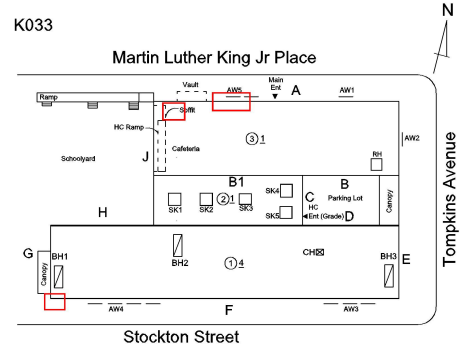 K033
N
Martin Luther King Jr Place
Vault
Main
Ent
AW5
A
AW1
Ramp
Soffit
HC Ramp
3 1
AW2
J
Cafeteria
Schoolyard
RH
B1
B
SK4
C
Parking Lot
Canopy
2 1
SK1
SK2
SK3
HC
Ent (Grade)
D
SK5
H
Tompkins Avenue
G
BH1
BH2
1 4
CH
BH3
E
Canopy
AW4
F
AW3
Stockton Street